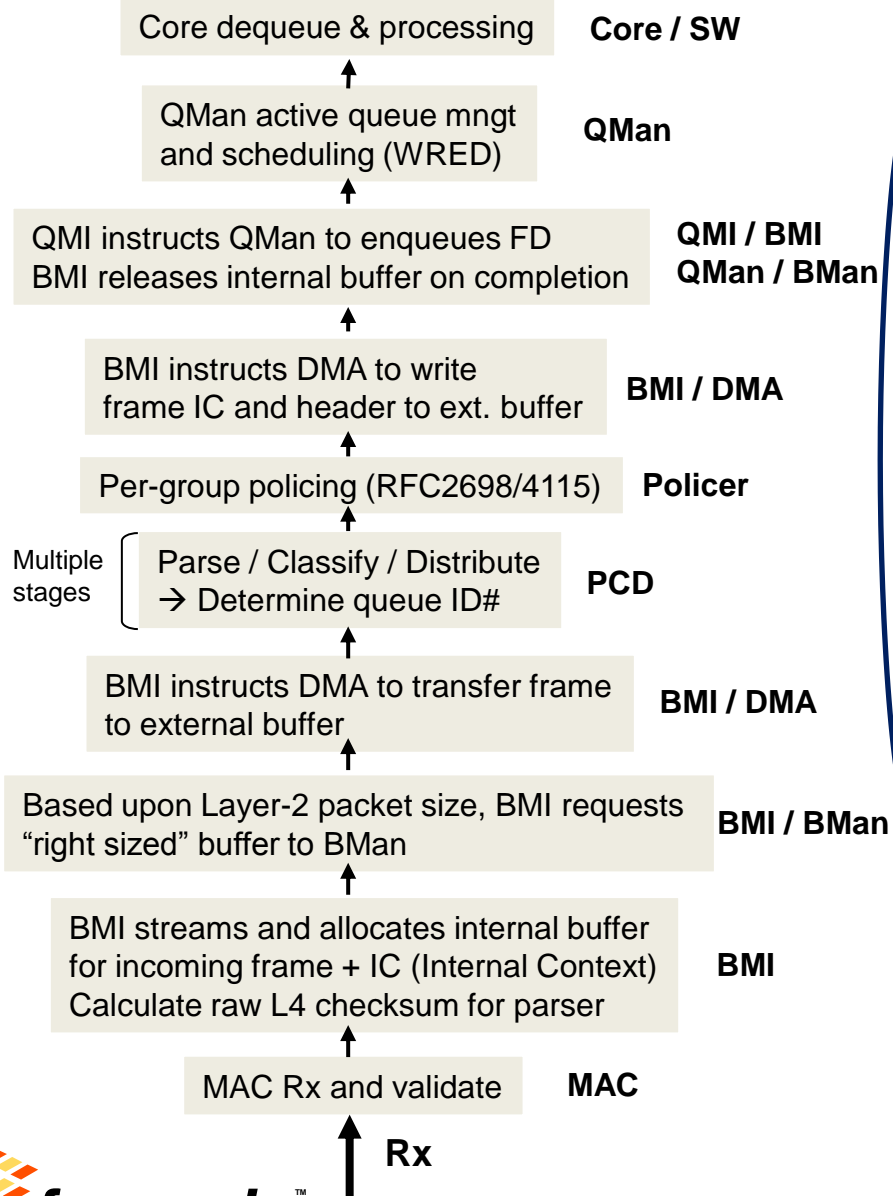 Core dequeue & processing
Core / SW
QMan active queue mngt
and scheduling (WRED)
QMan
QMI instructs QMan to enqueues FD
BMI releases internal buffer on completion
QMI / BMI
QMan / BMan
BMI instructs DMA to write
frame IC and header to ext. buffer
BMI / DMA
Per-group policing (RFC2698/4115)
Policer
Multiple
stages
Parse / Classify / Distribute
→ Determine queue ID#
PCD
BMI instructs DMA to transfer frame
to external buffer
BMI / DMA
Based upon Layer-2 packet size, BMI requests
“right sized” buffer to BMan
BMI / BMan
BMI streams and allocates internal buffer
for incoming frame + IC (Internal Context)
Calculate raw L4 checksum for parser
BMI
MAC Rx and validate
MAC
Rx
™